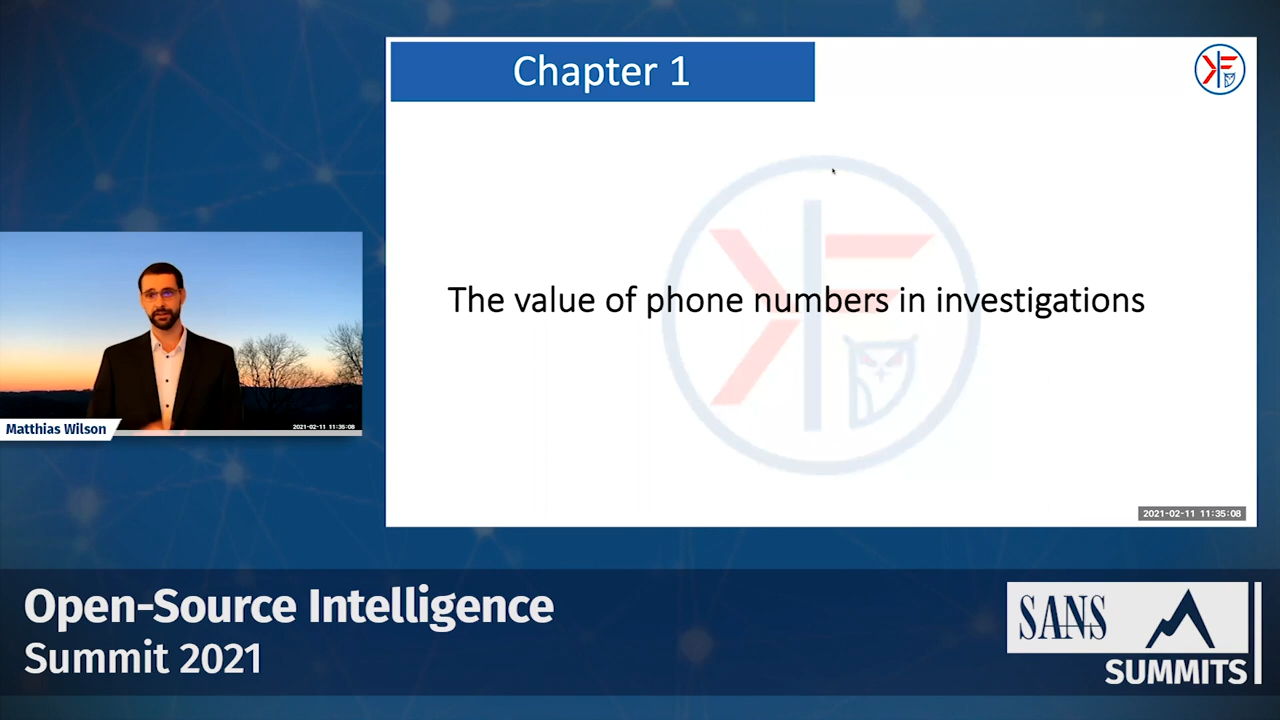 Chapter 1
The value of phone numbers in investigations
2021-02-11 11:35:08
Matthias Wilson
2021-02-11 11:35:08
Open-Source Intelligence
Summit 2021
SANS
SUMMITS